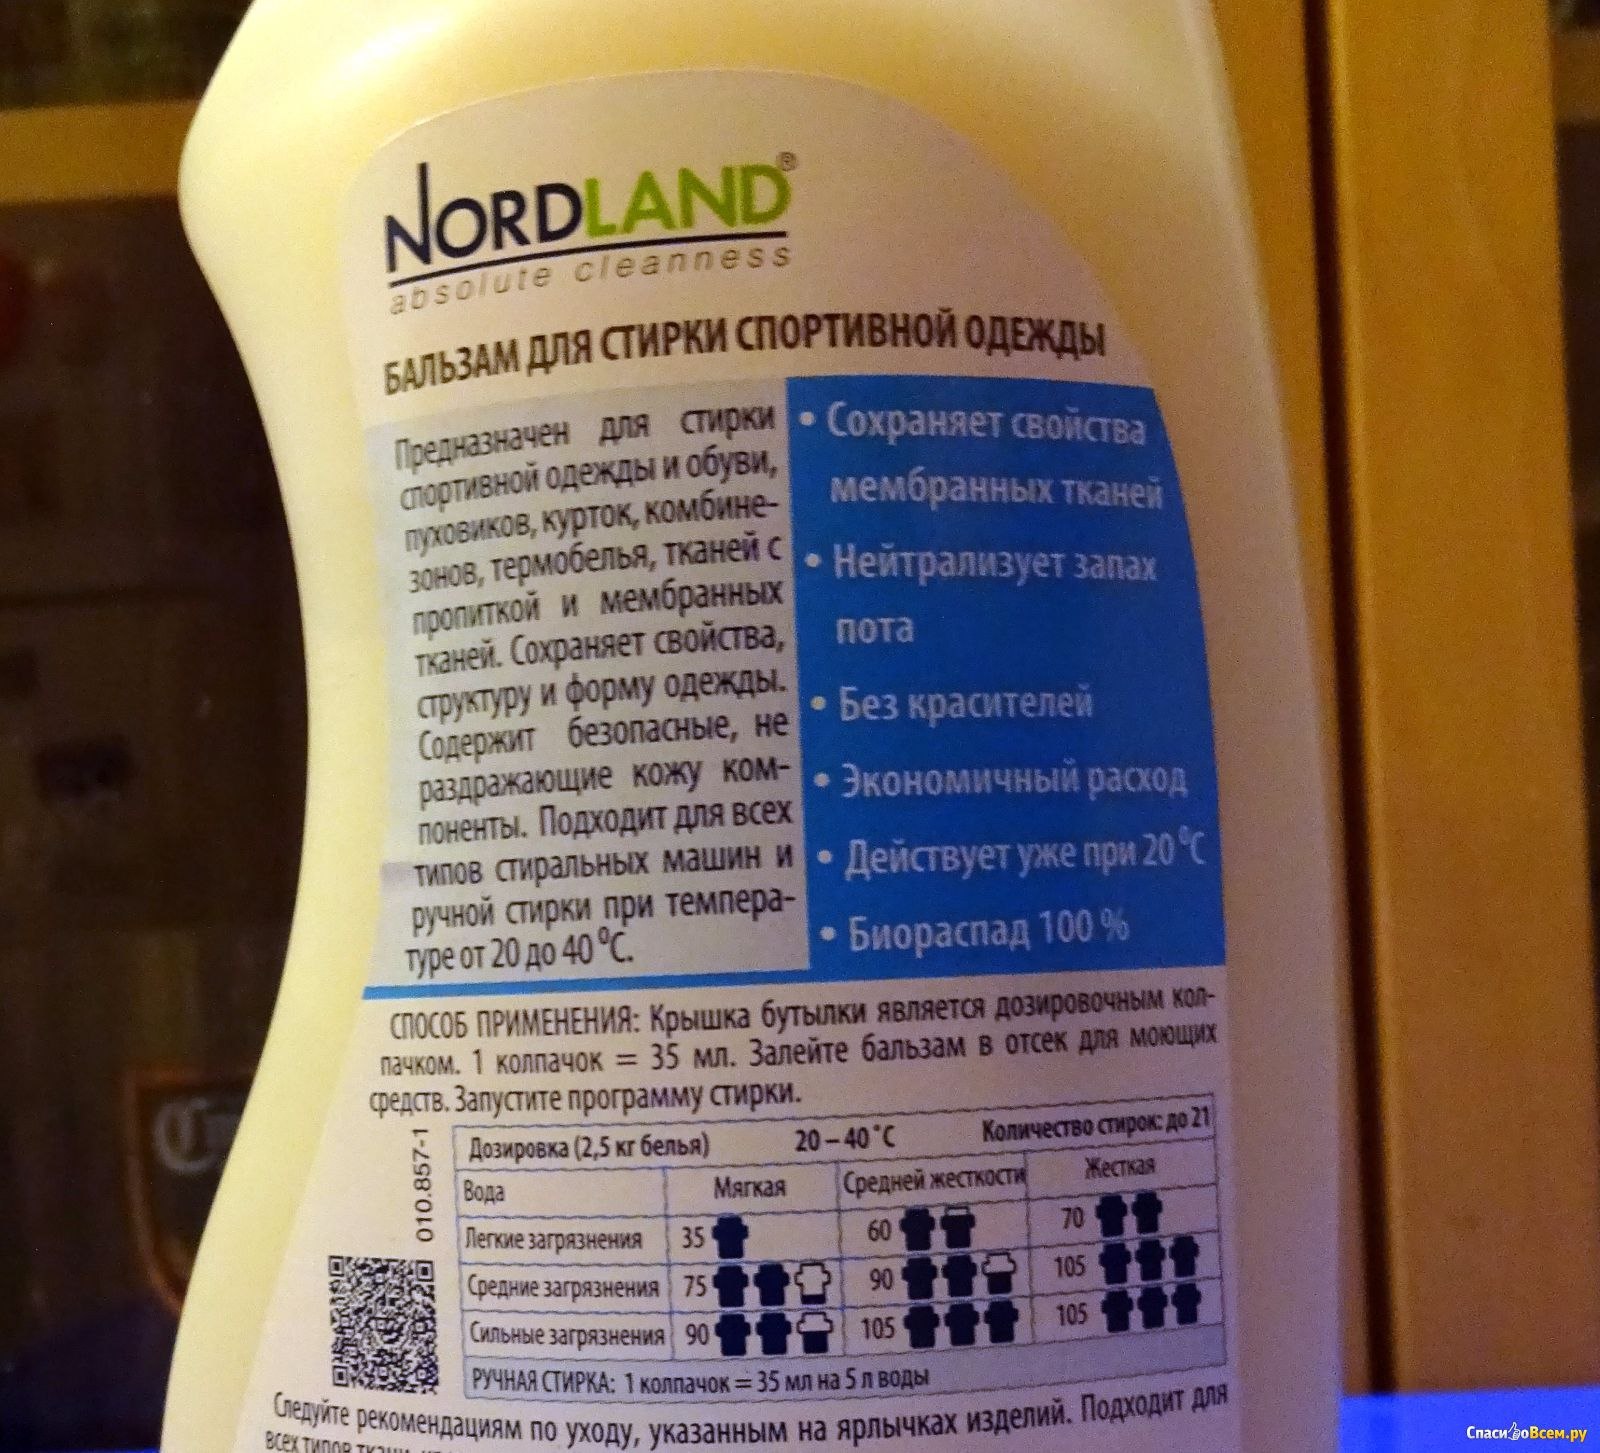 NORDLAND®
absolute cleanness
БАЛЬЗАМ ДЛЯ СТИРКИ СПОРТИВНОЙ ОДЕЖДЫ
Предназначен для стирки
спортивной одежды и обуви,
пуховиков, курток, комбине-
зонов, термобелья, тканей с
пропиткой и мембранных
тканей. Сохраняет свойства,
структуру и форму одежды.
Содержит безопасные, не
раздражающие кожу ком-
поненты. Подходит для всех
типов стиральных машин и
ручной стирки при темпера-
туре от 20 до 40 °С.
• Сохраняет свойства
мембранных тканей
• Нейтрализует запах
пота
• Без красителей
• Экономичный расход
• Действует уже при 20 °С
• Биораспад 100 %
СПОСОБ ПРИМЕНЕНИЯ: Крышка бутылки является дозировочным кол-
пачком. 1 колпачок = 35 мл. Залейте бальзам в отсек для моющих
средств. Запустите программу стирки.
010.857-1
Дозировка (2,5 кг белья) 20 – 40 °С Количество стирок: до 21
Вода Мягкая Средней жесткости Жесткая
Легкие загрязнения 35 60 70
Средние загрязнения 75 90 105
Сильные загрязнения 90 105 105
РУЧНАЯ СТИРКА: 1 колпачок = 35 мл на 5 л воды
Следуйте рекомендациям по уходу, указанным на ярлычках изделий. Подходит для
всех типов
СпасибоВсем.ру